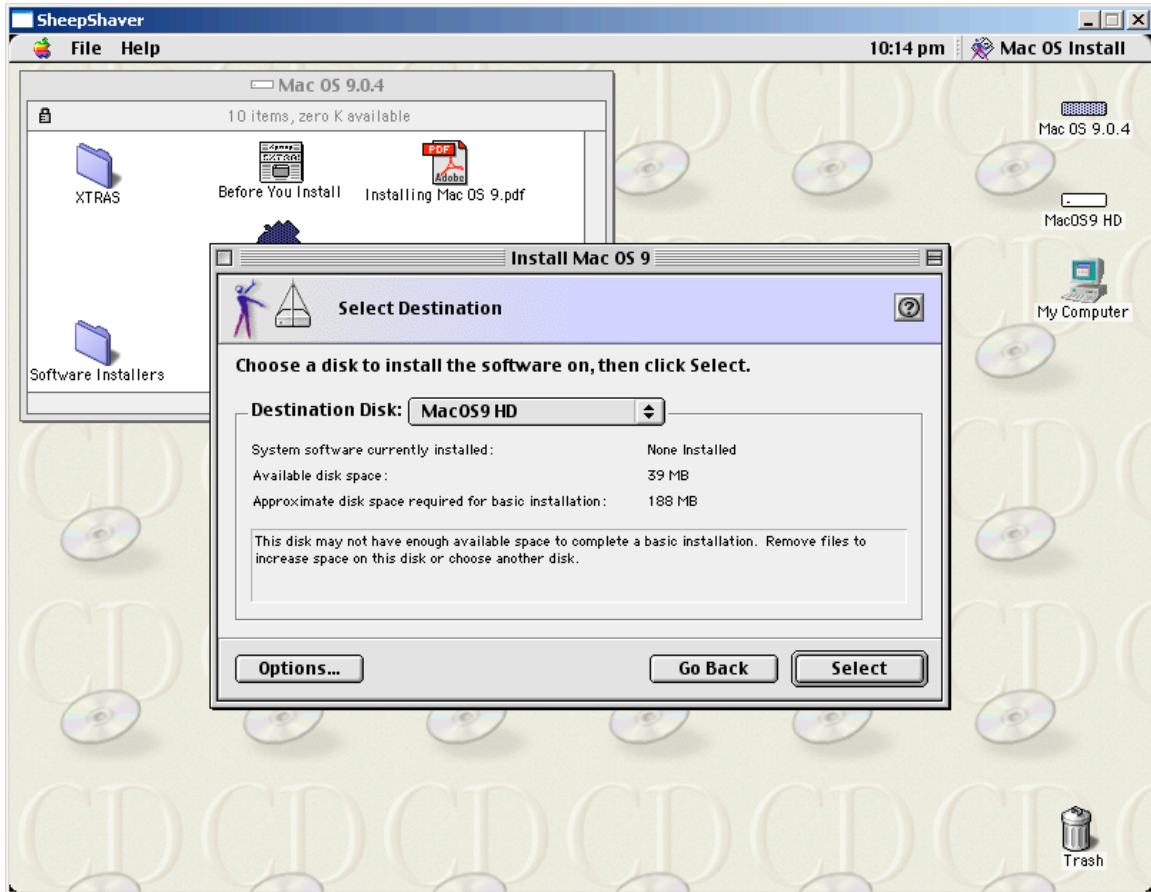 SheepShaver
File Help 10:14 pm Mac OS Install
Mac OS 9.0.4
10 items, zero K available
XTRAS
Before You Install
PDF
Adobe
Installing Mac OS 9.pdf
Software Installers
Mac OS 9.0.4
MacOS9 HD
My Computer
Install Mac OS 9
Select Destination
?
Choose a disk to install the software on, then click Select.
Destination Disk: MacOS9 HD
System software currently installed: None Installed
Available disk space: 39 MB
Approximate disk space required for basic installation: 188 MB
This disk may not have enough available space to complete a basic installation. Remove files to
increase space on this disk or choose another disk.
Options... Go Back Select
Trash